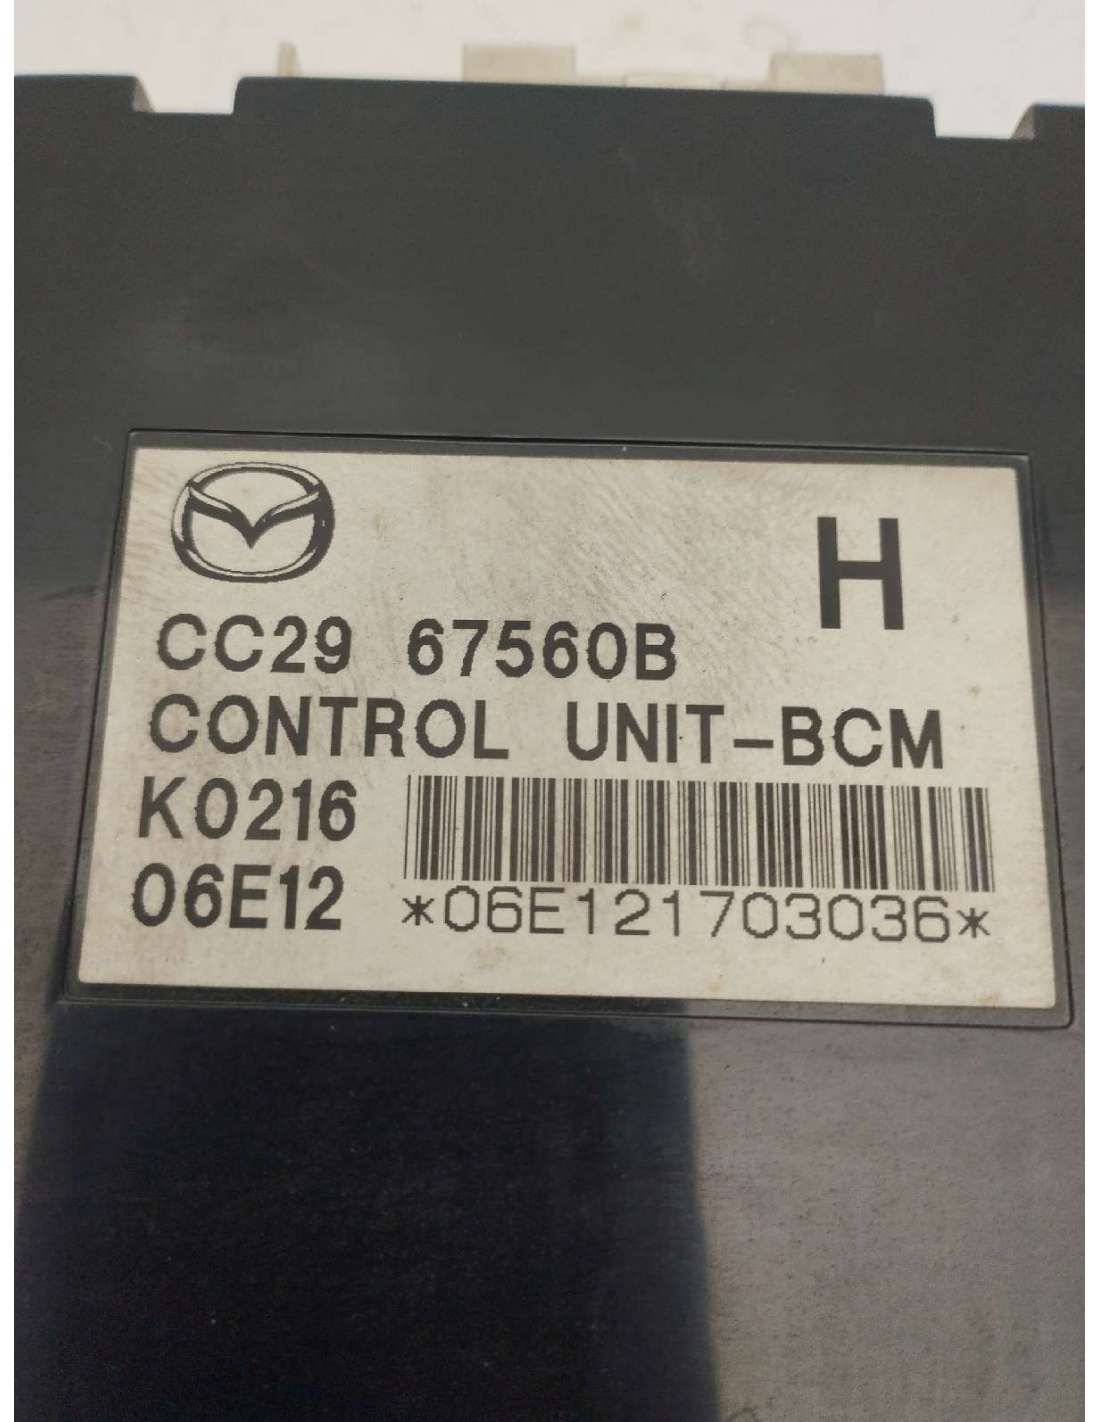 H
CC29 67560B
CONTROL UNIT-BCM
K0216
06E12 *06E121703036*